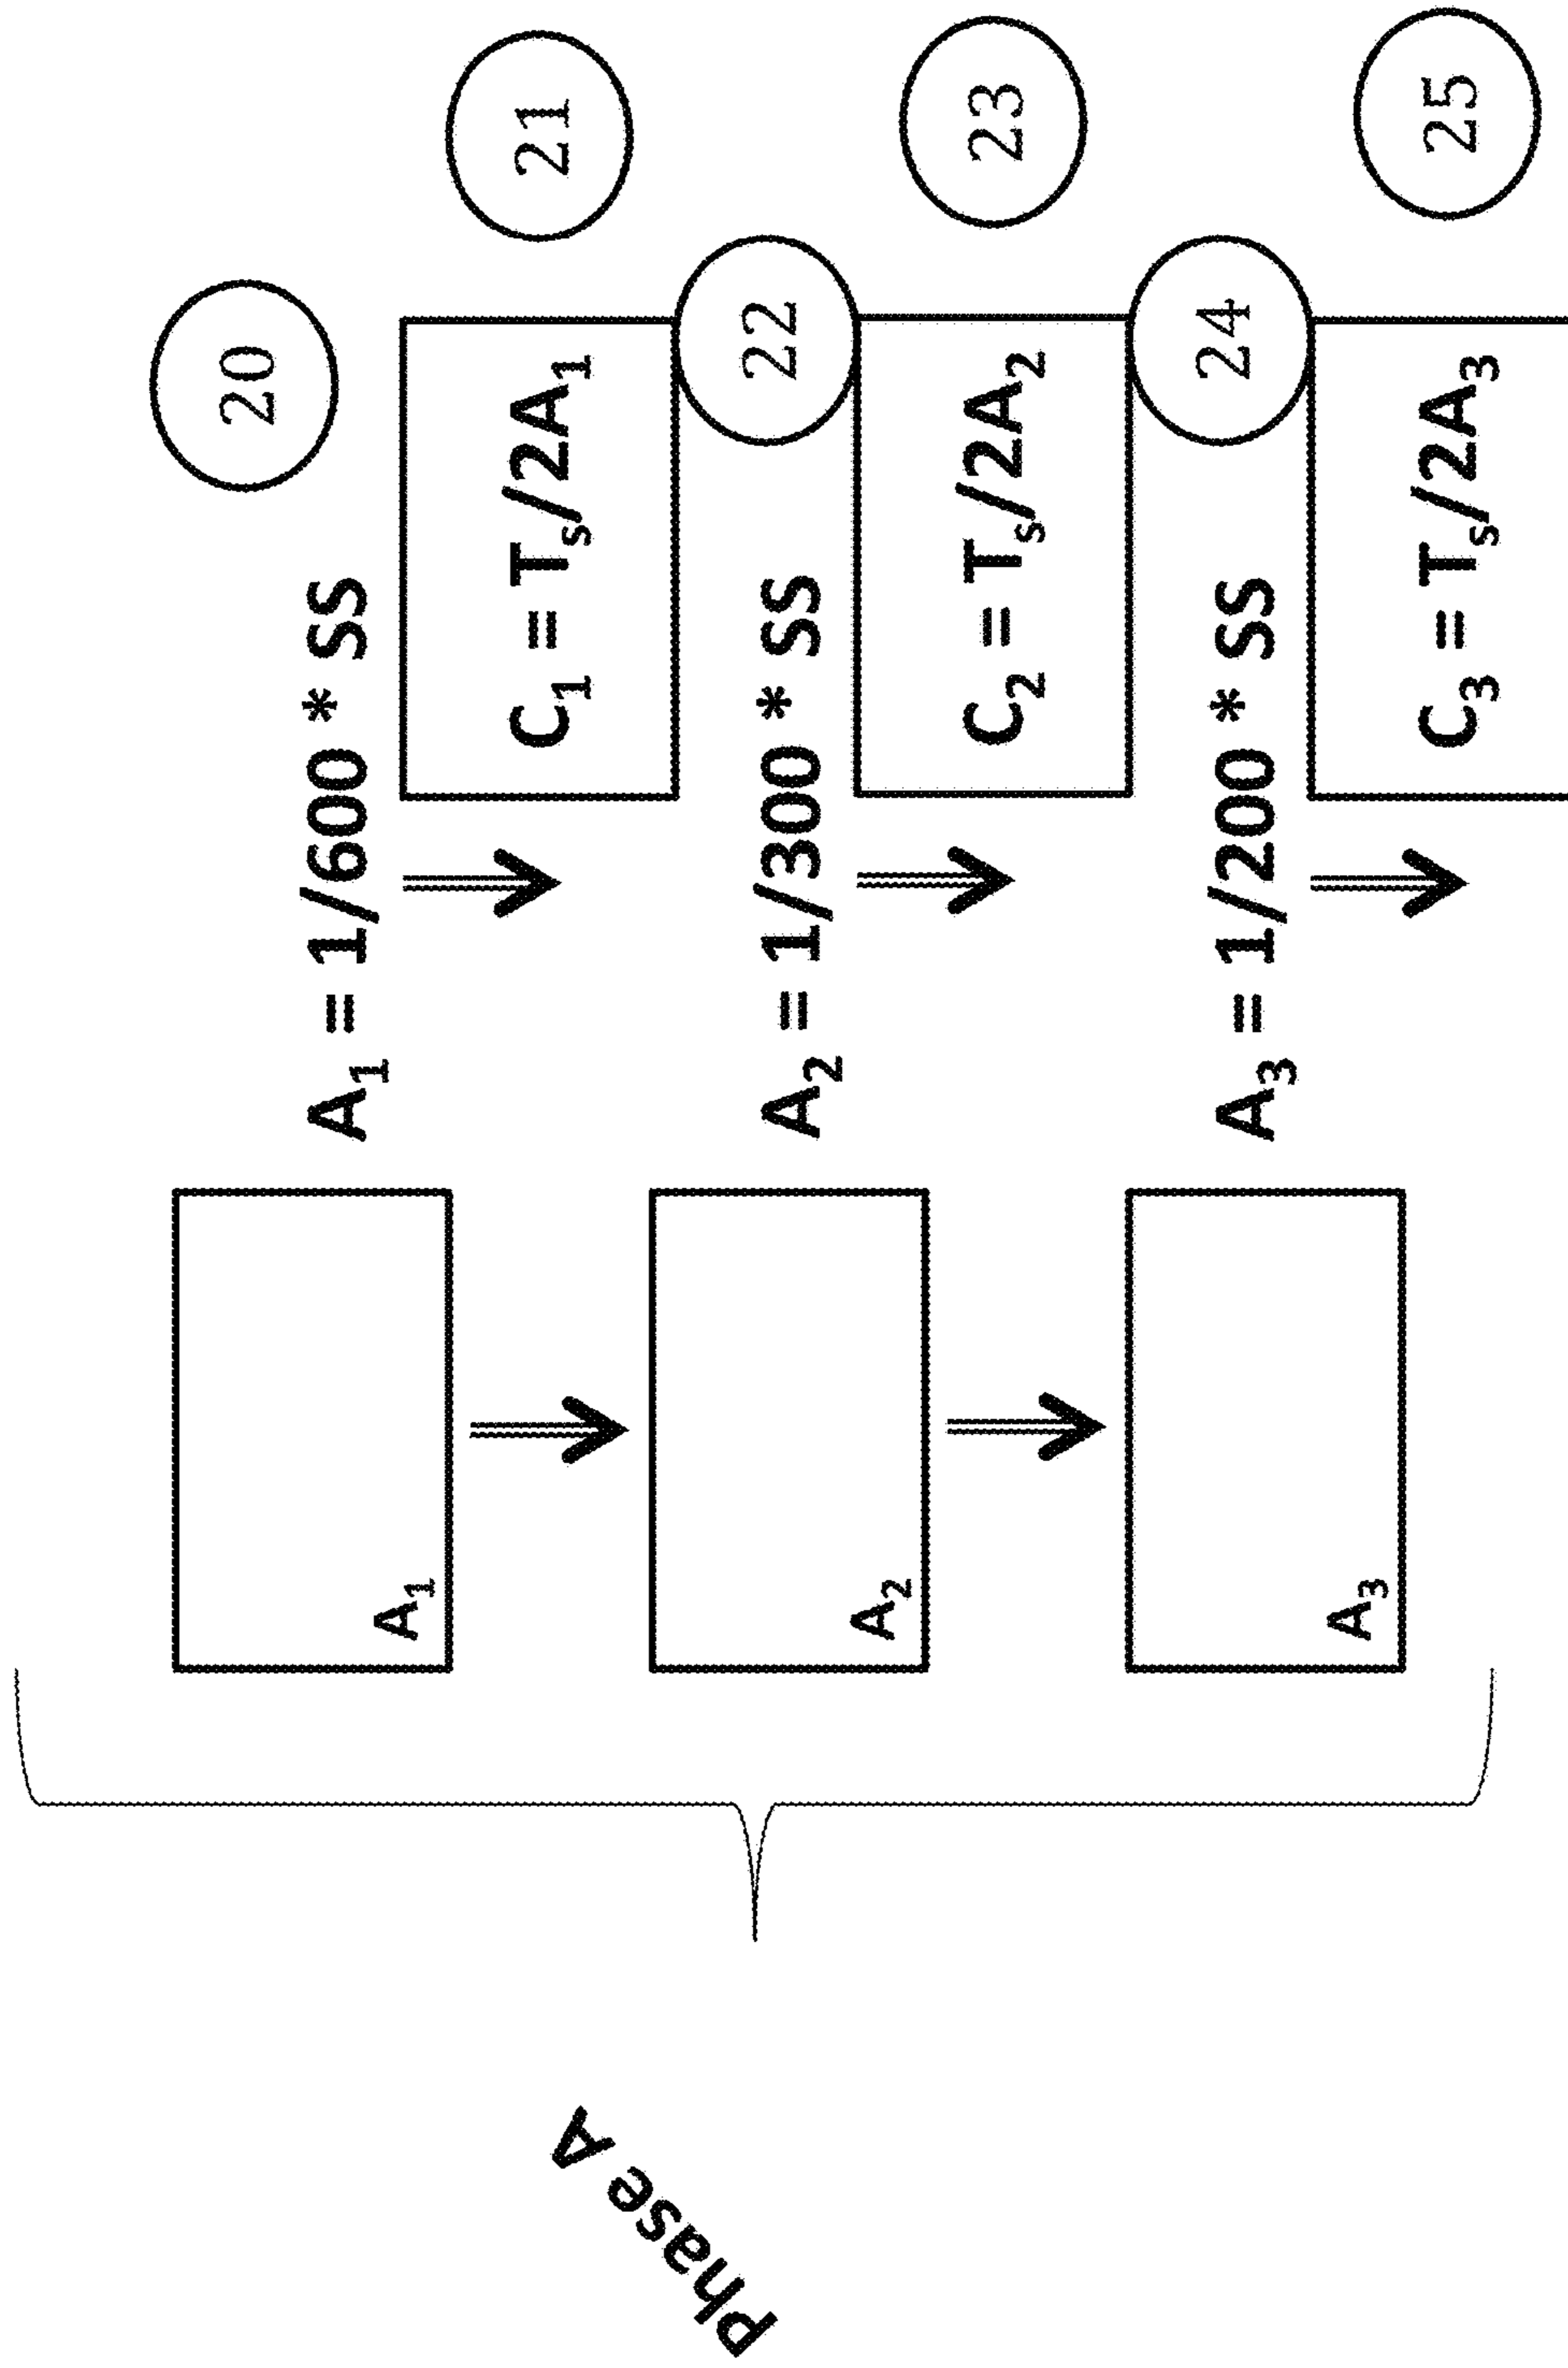 Phase A
A₁
A₁ = 1/600 * SS
20
C₁ = Tₛ/2A₁
21
A₂
A₂ = 1/300 * SS
22
C₂ = Tₛ/2A₂
23
A₃
A₃ = 1/200 * SS
24
C₃ = Tₛ/2A₃
25